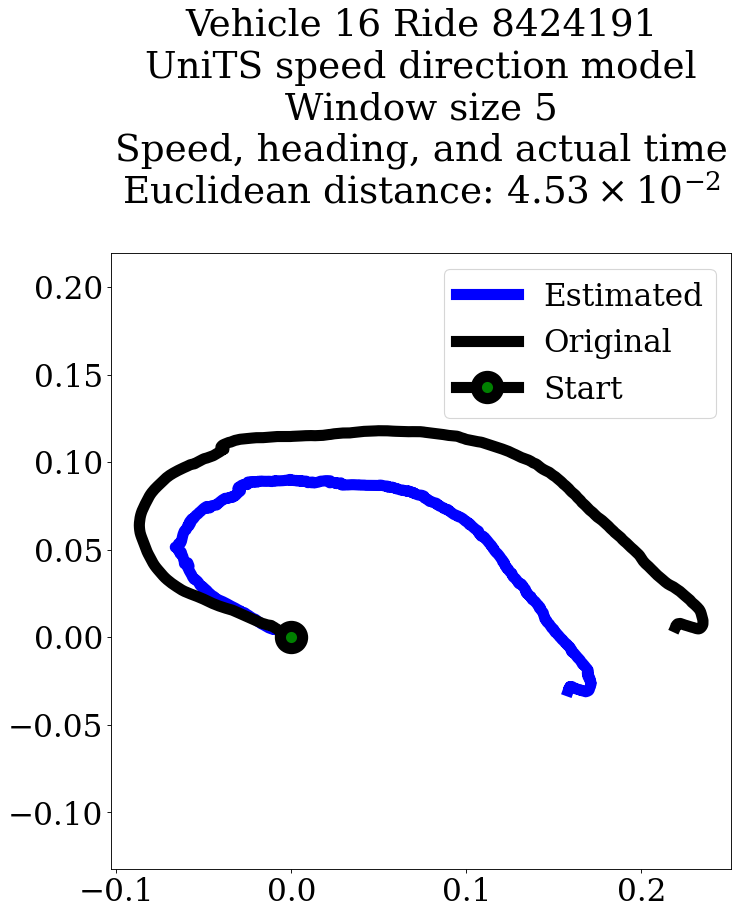 Vehicle 16 Ride 8424191
UniTS speed direction model
Window size 5
Speed, heading, and actual time
Euclidean distance: 4.53 × 10⁻²
Estimated
Original
Start
0.20
0.15
0.10
0.05
0.00
−0.05
−0.10
−0.1 0.0 0.1 0.2